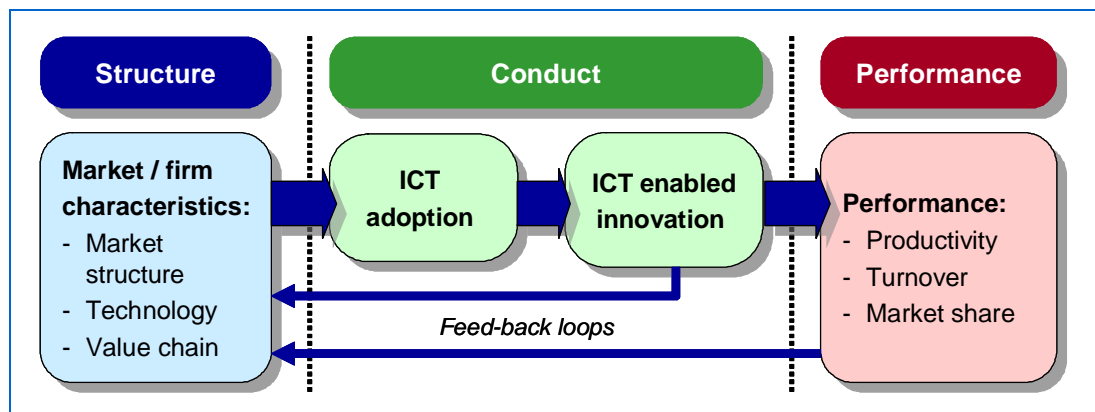 Structure
Conduct
Performance
Market / firm
characteristics:
- Market
structure
- Technology
- Value chain
ICT
adoption
ICT enabled
innovation
Performance:
- Productivity
- Turnover
- Market share
Feed-back loops